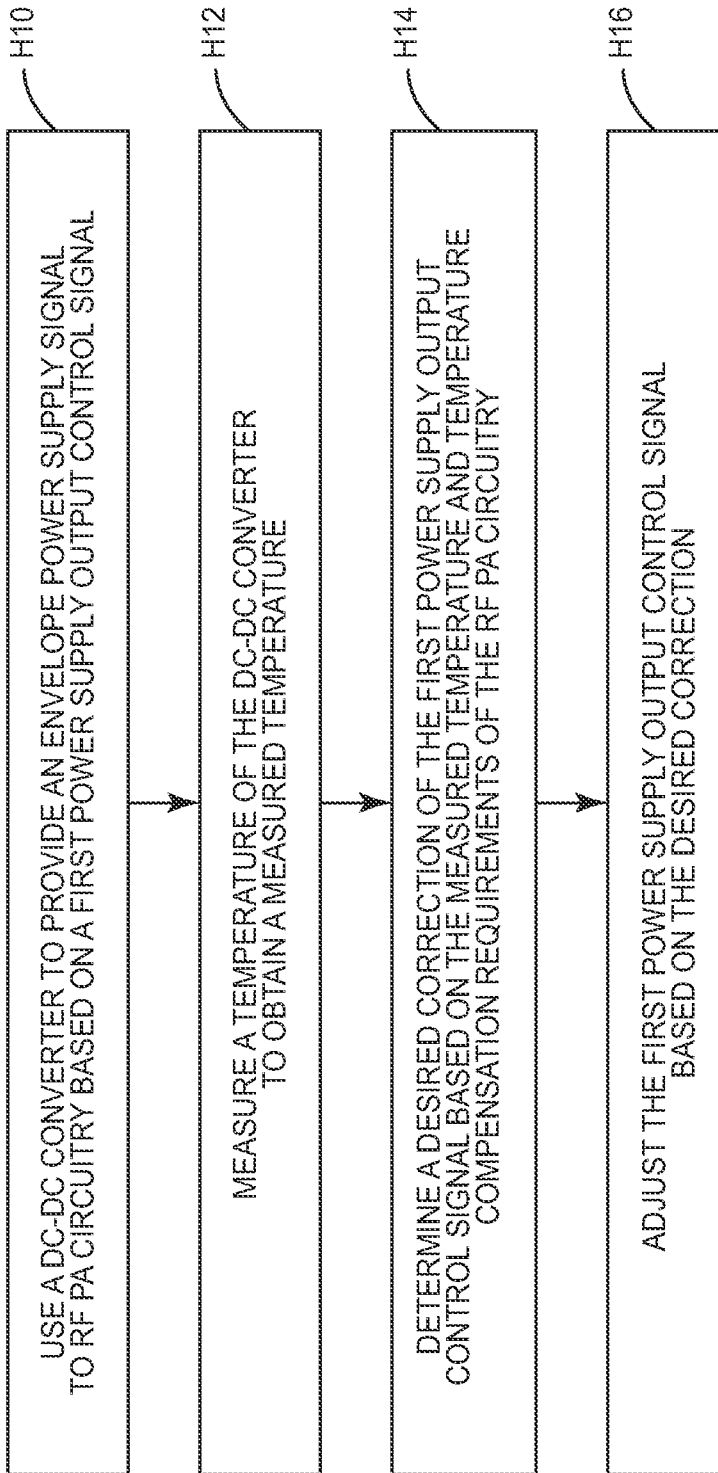 USE A DC-DC CONVERTER TO PROVIDE AN ENVELOPE POWER SUPPLY SIGNAL
TO RF PA CIRCUITRY BASED ON A FIRST POWER SUPPLY OUTPUT CONTROL SIGNAL
H10
MEASURE A TEMPERATURE OF THE DC-DC CONVERTER
TO OBTAIN A MEASURED TEMPERATURE
H12
DETERMINE A DESIRED CORRECTION OF THE FIRST POWER SUPPLY OUTPUT
CONTROL SIGNAL BASED ON THE MEASURED TEMPERATURE AND TEMPERATURE
COMPENSATION REQUIREMENTS OF THE RF PA CIRCUITRY
H14
ADJUST THE FIRST POWER SUPPLY OUTPUT CONTROL SIGNAL
BASED ON THE DESIRED CORRECTION
H16